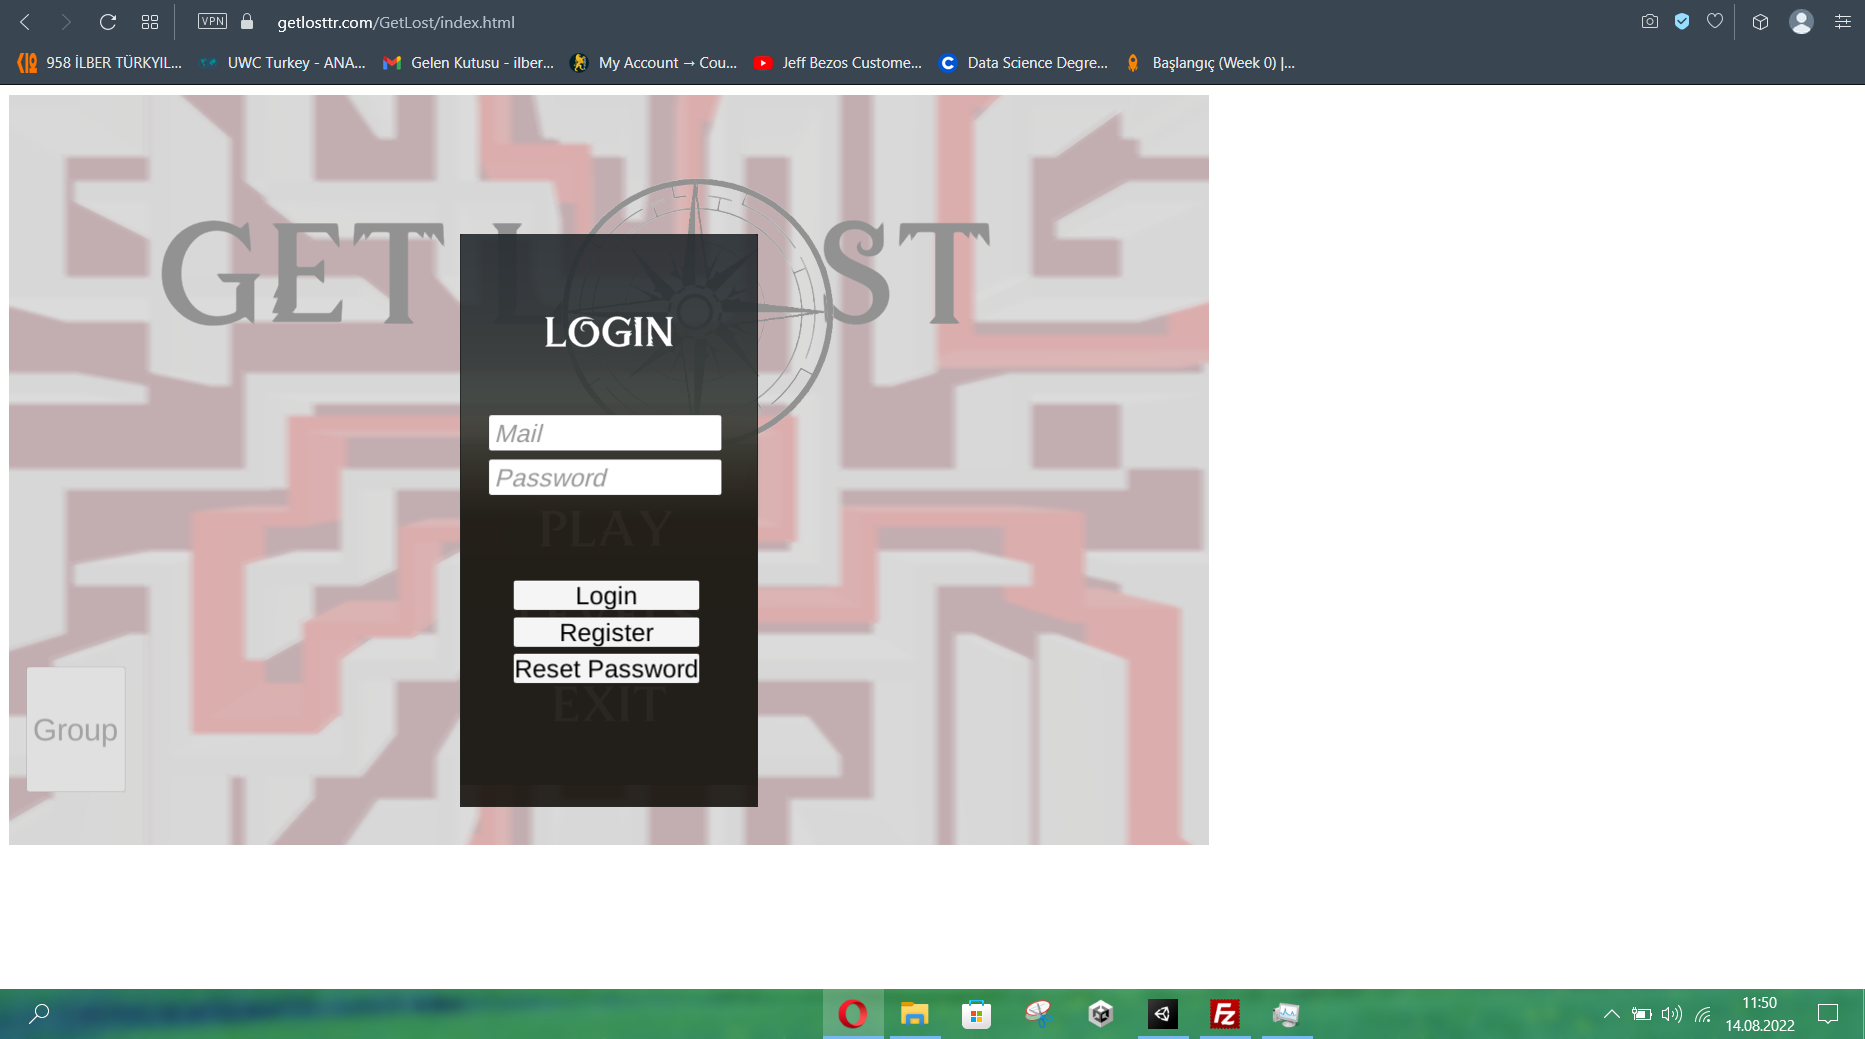 VPN
getlosttr.com/GetLost/index.html
958 İLBER TÜRKYIL...
UWC Turkey - ANA...
Gelen Kutusu - ilber...
My Account → Cou...
Jeff Bezos Custome...
Data Science Degre...
Başlangıç (Week 0) |...
GET LOST
LOGIN
Mail
Password
PLAY
Login
Register
Reset Password
EXIT
Group
11:50
14.08.2022